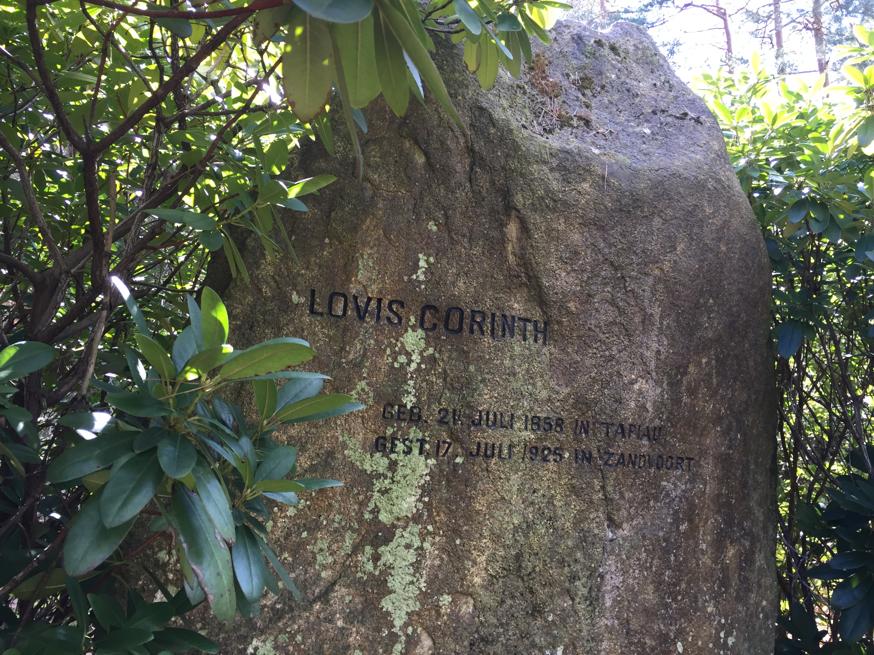 LOVIS CORINTH
GEB. 21. JULI 1858 IN TAPIAU
GEST. 17. JULI 1925 IN ZANDVOORT